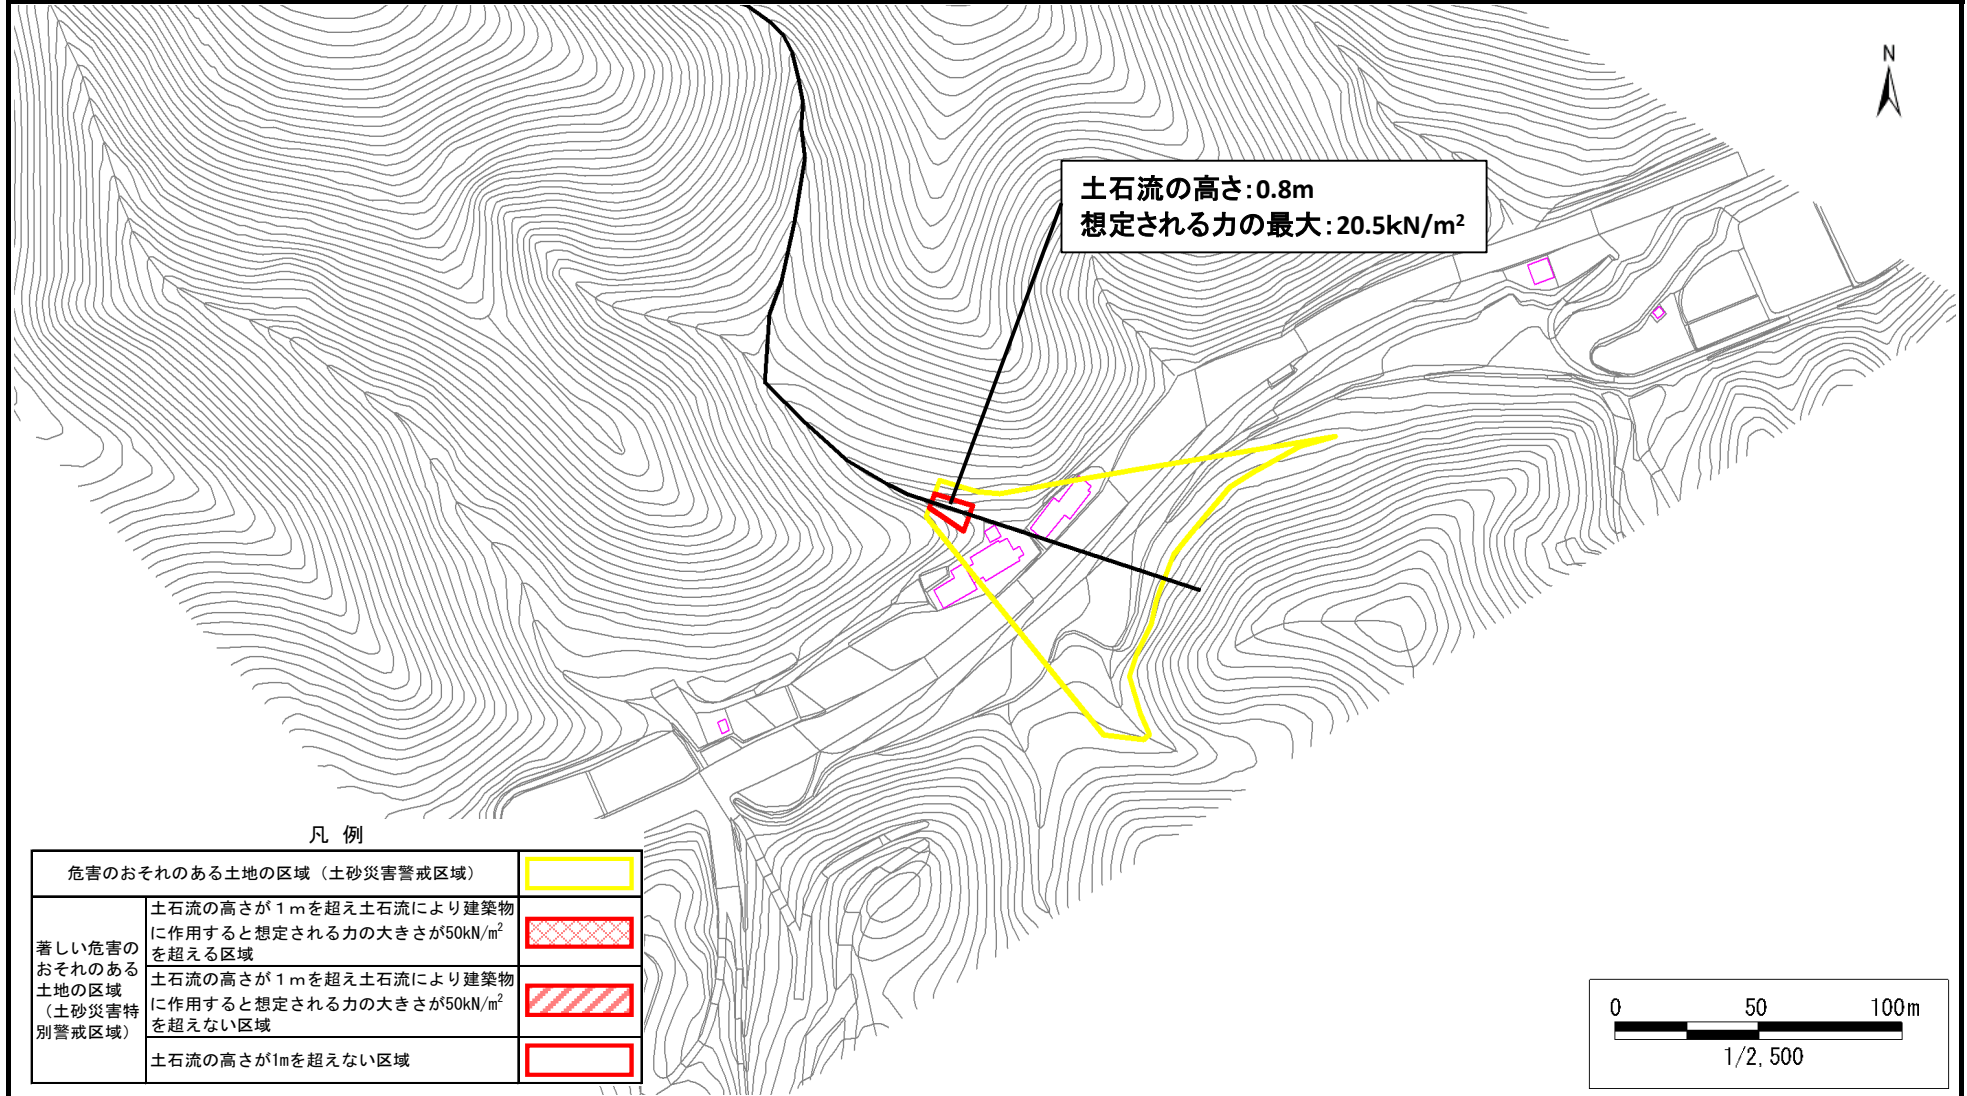 N
土石流の高さ:0.8m
想定される力の最大:20.5kN/m²
凡 例
危害のおそれのある土地の区域（土砂災害警戒区域）
著しい危害の
おそれのある
土地の区域
（土砂災害特
別警戒区域）
土石流の高さが１ｍを超え土石流により建築物
に作用すると想定される力の大きさが50kN/m²
を超える区域
土石流の高さが１ｍを超え土石流により建築物
に作用すると想定される力の大きさが50kN/m²
を超えない区域
土石流の高さが1mを超えない区域
0 50 100m
1/2,500